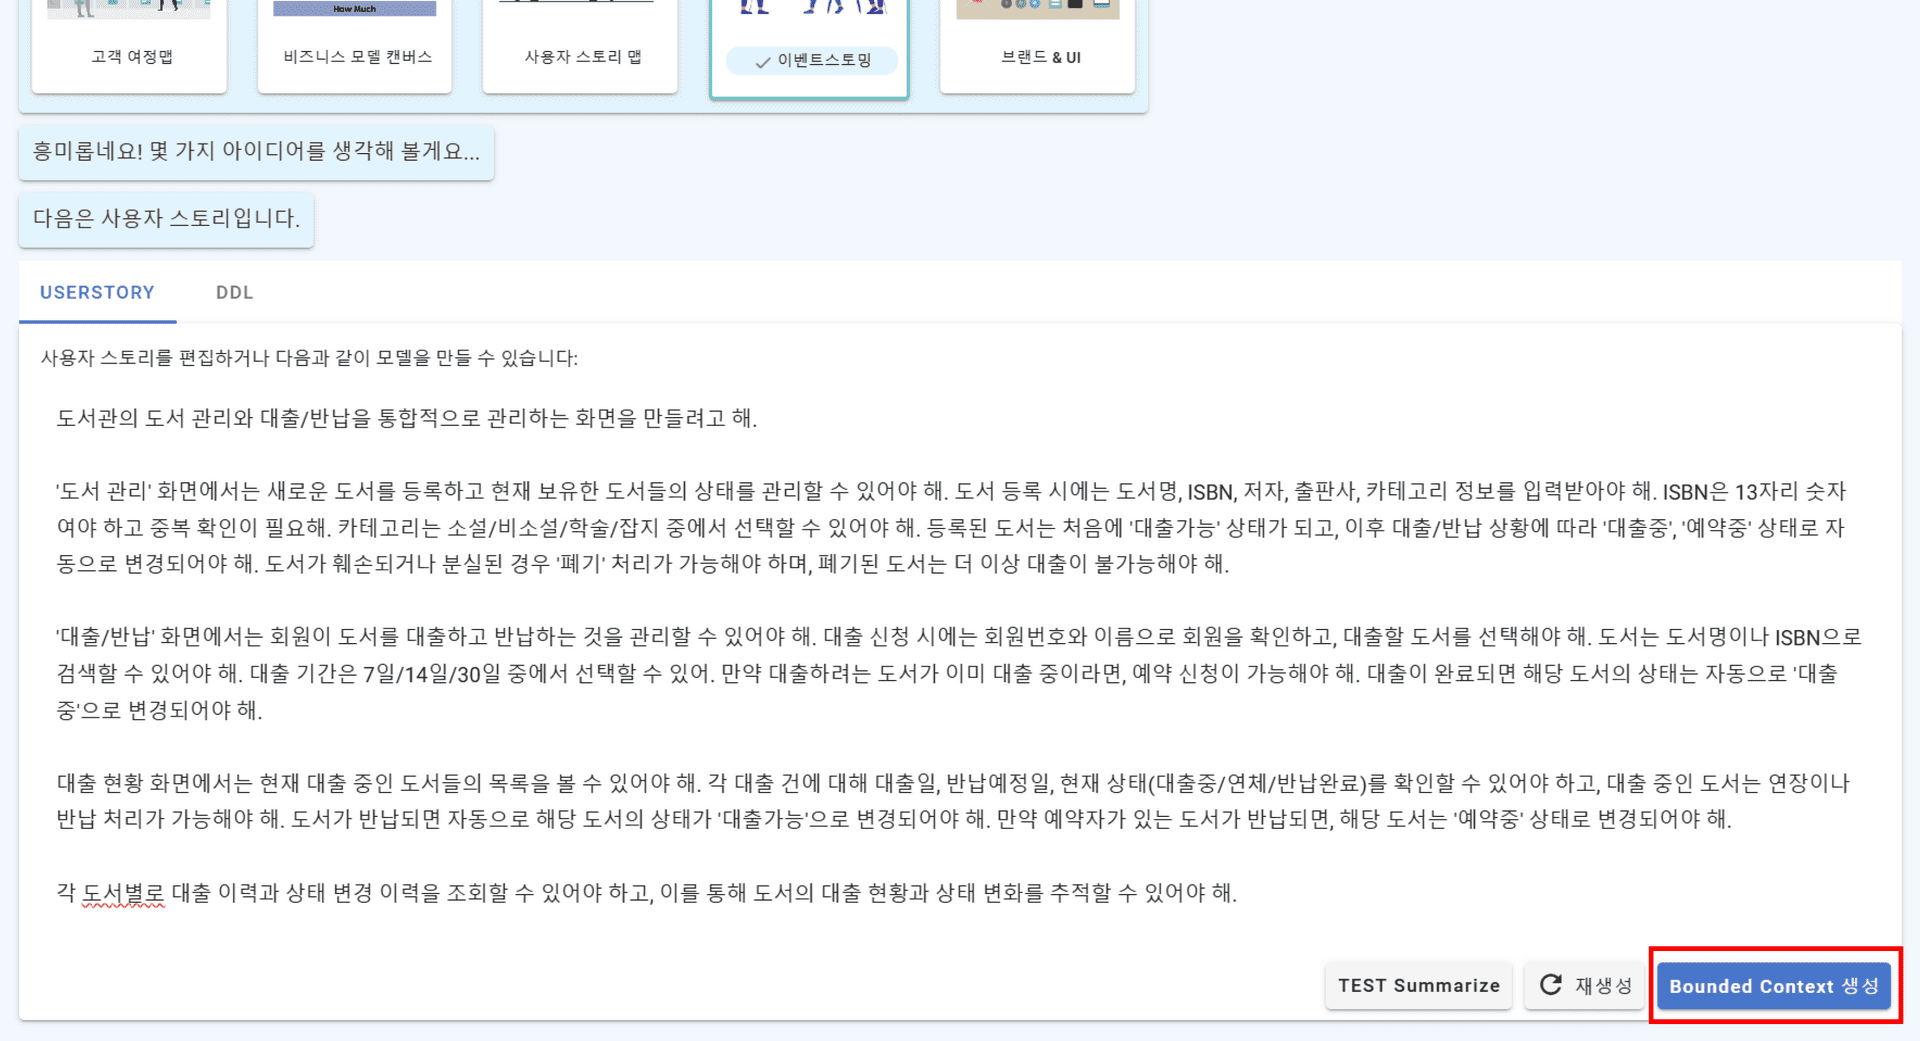 How Much
고객 여정맵
비즈니스 모델 캔버스
사용자 스토리 맵
이벤트스토밍
브랜드 & UI
흥미롭네요! 몇 가지 아이디어를 생각해 볼게요...
다음은 사용자 스토리입니다.
USERSTORY
DDL
사용자 스토리를 편집하거나 다음과 같이 모델을 만들 수 있습니다:
도서관의 도서 관리와 대출/반납을 통합적으로 관리하는 화면을 만들려고 해.
'도서 관리' 화면에서는 새로운 도서를 등록하고 현재 보유한 도서들의 상태를 관리할 수 있어야 해. 도서 등록 시에는 도서명, ISBN, 저자, 출판사, 카테고리 정보를 입력받아야 해. ISBN은 13자리 숫자
여야 하고 중복 확인이 필요해. 카테고리는 소설/비소설/학술/잡지 중에서 선택할 수 있어야 해. 등록된 도서는 처음에 '대출가능' 상태가 되고, 이후 대출/반납 상황에 따라 '대출중', '예약중' 상태로 자
동으로 변경되어야 해. 도서가 훼손되거나 분실된 경우 '폐기' 처리가 가능해야 하며, 폐기된 도서는 더 이상 대출이 불가능해야 해.
'대출/반납' 화면에서는 회원이 도서를 대출하고 반납하는 것을 관리할 수 있어야 해. 대출 신청 시에는 회원번호와 이름으로 회원을 확인하고, 대출할 도서를 선택해야 해. 도서는 도서명이나 ISBN으로
검색할 수 있어야 해. 대출 기간은 7일/14일/30일 중에서 선택할 수 있어. 만약 대출하려는 도서가 이미 대출 중이라면, 예약 신청이 가능해야 해. 대출이 완료되면 해당 도서의 상태는 자동으로 '대출
중'으로 변경되어야 해.
대출 현황 화면에서는 현재 대출 중인 도서들의 목록을 볼 수 있어야 해. 각 대출 건에 대해 대출일, 반납예정일, 현재 상태(대출중/연체/반납완료)를 확인할 수 있어야 하고, 대출 중인 도서는 연장이나
반납 처리가 가능해야 해. 도서가 반납되면 자동으로 해당 도서의 상태가 '대출가능'으로 변경되어야 해. 만약 예약자가 있는 도서가 반납되면, 해당 도서는 '예약중' 상태로 변경되어야 해.
각 도서별로 대출 이력과 상태 변경 이력을 조회할 수 있어야 하고, 이를 통해 도서의 대출 현황과 상태 변화를 추적할 수 있어야 해.
TEST Summarize
재생성
Bounded Context 생성